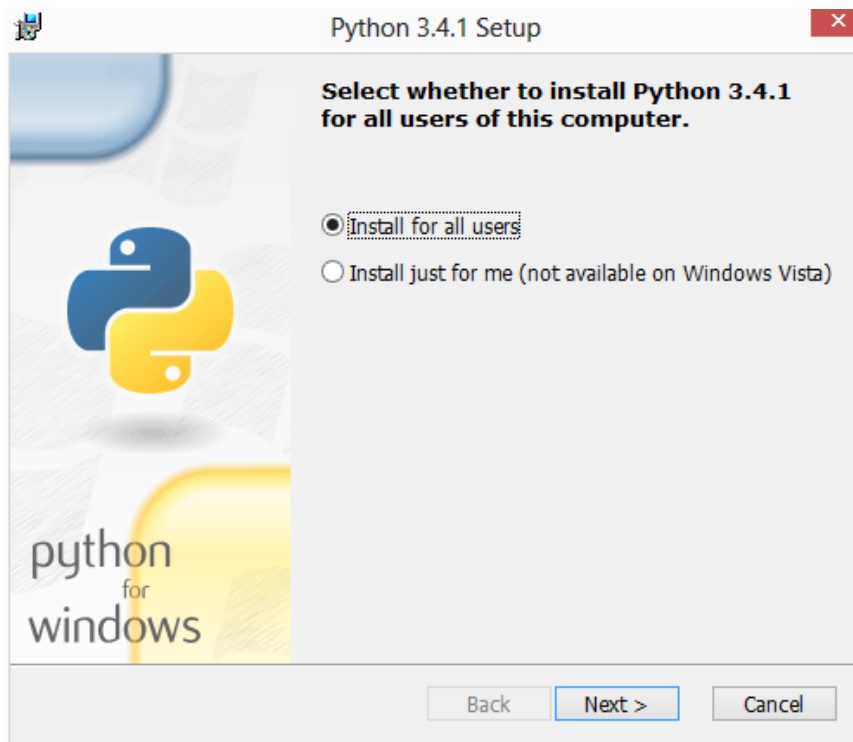 Python 3.4.1 Setup
Select whether to install Python 3.4.1
for all users of this computer.
Install for all users
Install just for me (not available on Windows Vista)
python
for
windows
Back
Next >
Cancel